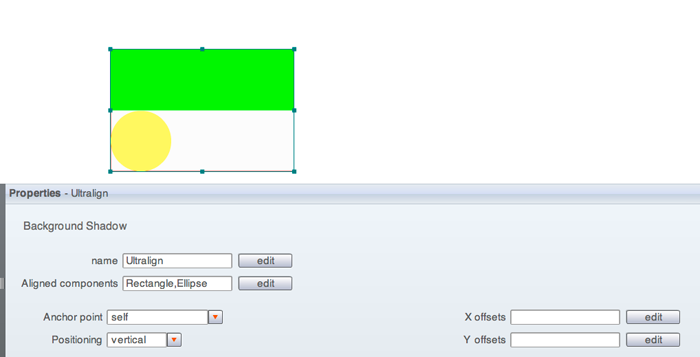 Properties - Ultralign
Background Shadow
name Ultralign edit
Aligned components Rectangle,Ellipse edit
Anchor point self X offsets edit
Positioning vertical Y offsets edit